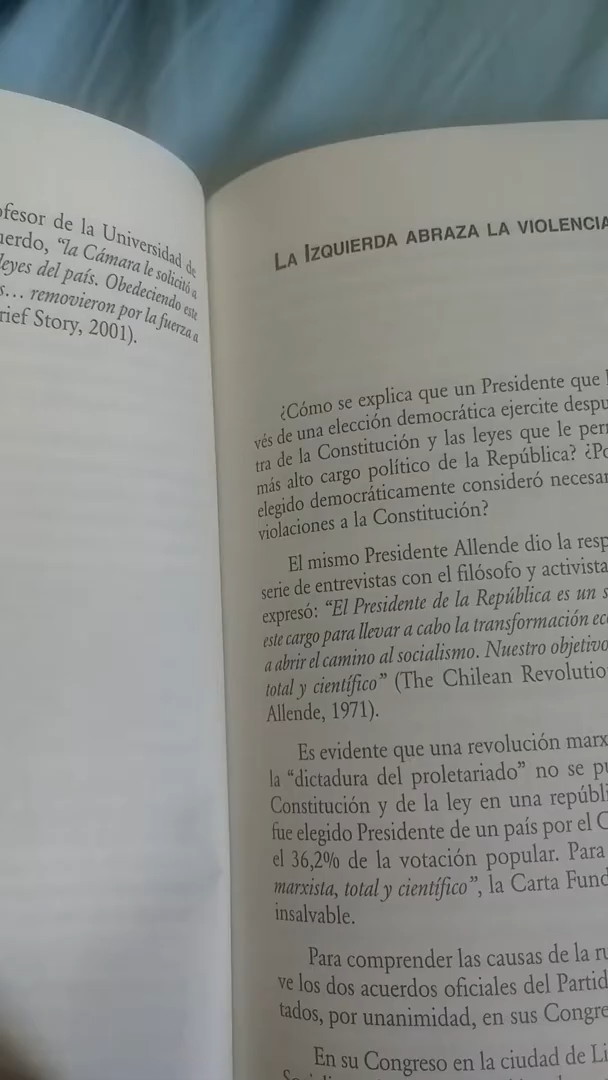 ofesor de la Universidad de
uerdo, “la Cámara le solicitó a
leyes del país. Obedeciendo este
s… removieron por la fuerza a
rief Story, 2001).
La Izquierda abraza la violencia
¿Cómo se explica que un Presidente que
vés de una elección democrática ejercite despu
tra de la Constitución y las leyes que le per
más alto cargo político de la República? ¿Po
elegido democráticamente consideró necesar
violaciones a la Constitución?
El mismo Presidente Allende dio la resp
serie de entrevistas con el filósofo y activista
expresó: “El Presidente de la República es un s
este cargo para llevar a cabo la transformación ec
a abrir el camino al socialismo. Nuestro objetivo
total y científico” (The Chilean Revolutio
Allende, 1971).
Es evidente que una revolución marx
la “dictadura del proletariado” no se pu
Constitución y de la ley en una repúbli
fue elegido Presidente de un país por el C
el 36,2% de la votación popular. Para
marxista, total y científico”, la Carta Fund
insalvable.
Para comprender las causas de la ru
ve los dos acuerdos oficiales del Partid
tados, por unanimidad, en sus Congre
En su Congreso en la ciudad de Li